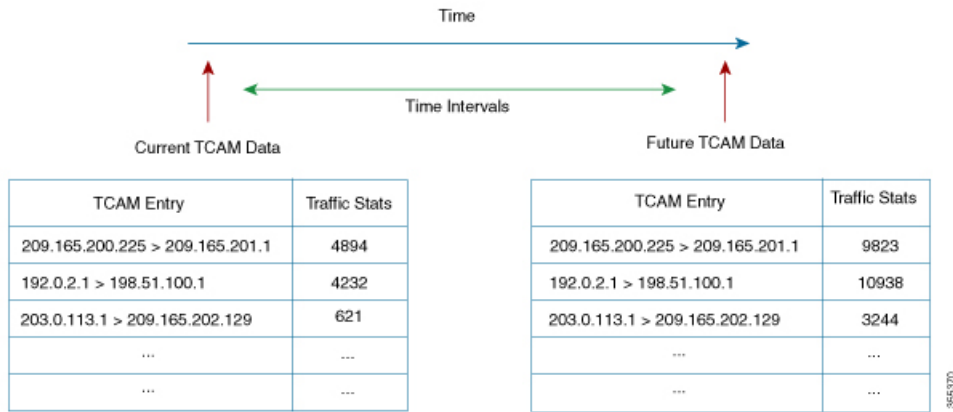 Time
Time Intervals
Current TCAM Data
Future TCAM Data
TCAM Entry Traffic Stats
209.165.200.225 > 209.165.201.1 4894
192.0.2.1 > 198.51.100.1 4232
203.0.113.1 > 209.165.202.129 621
... ...
... ...
TCAM Entry Traffic Stats
209.165.200.225 > 209.165.201.1 9823
192.0.2.1 > 198.51.100.1 10938
203.0.113.1 > 209.165.202.129 3244
... ...
... ...
355370